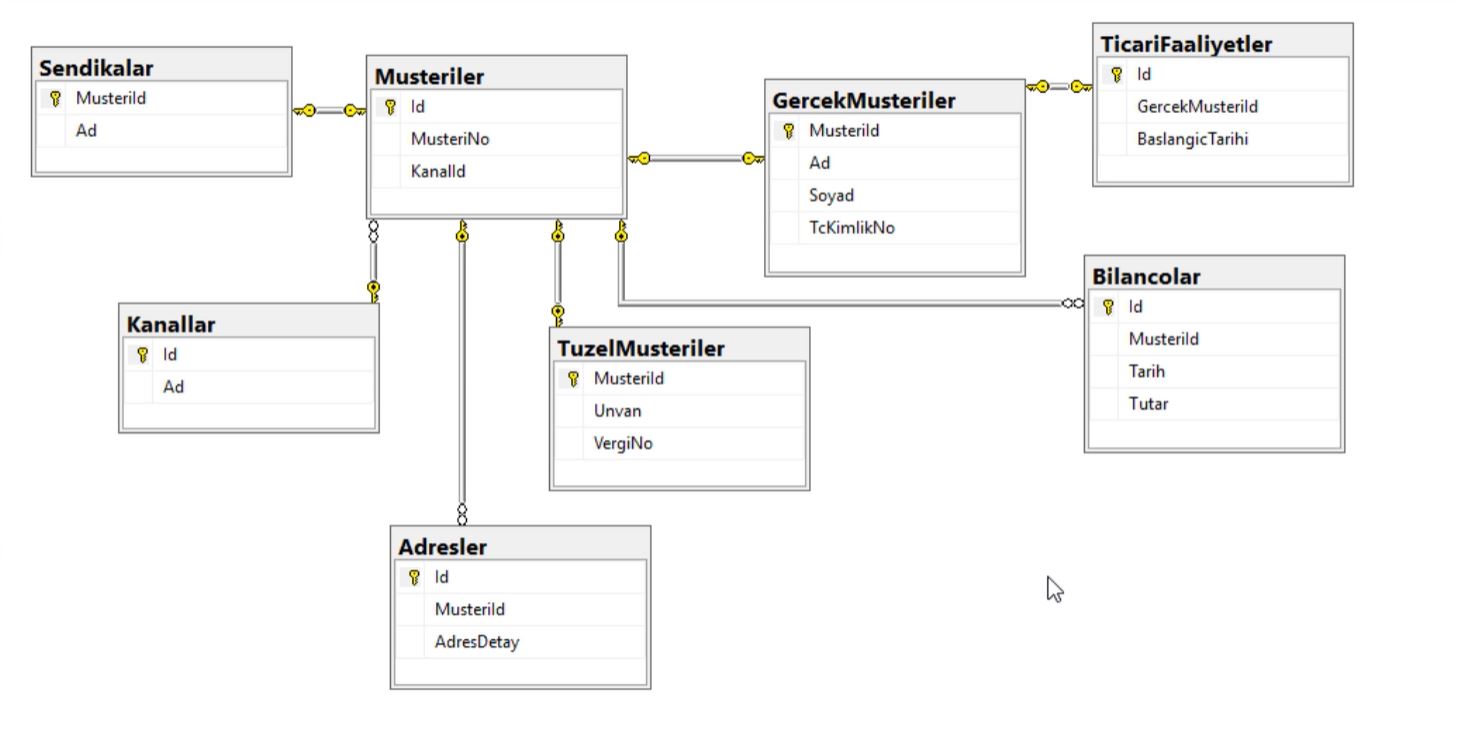 Sendikalar
MusteriId
Ad
Musteriler
Id
MusteriNo
KanalId
GercekMusteriler
MusteriId
Ad
Soyad
TcKimlikNo
TicariFaaliyetler
Id
GercekMusteriId
BaslangicTarihi
Kanallar
Id
Ad
TuzelMusteriler
MusteriId
Unvan
VergiNo
Bilancolar
Id
MusteriId
Tarih
Tutar
Adresler
Id
MusteriId
AdresDetay